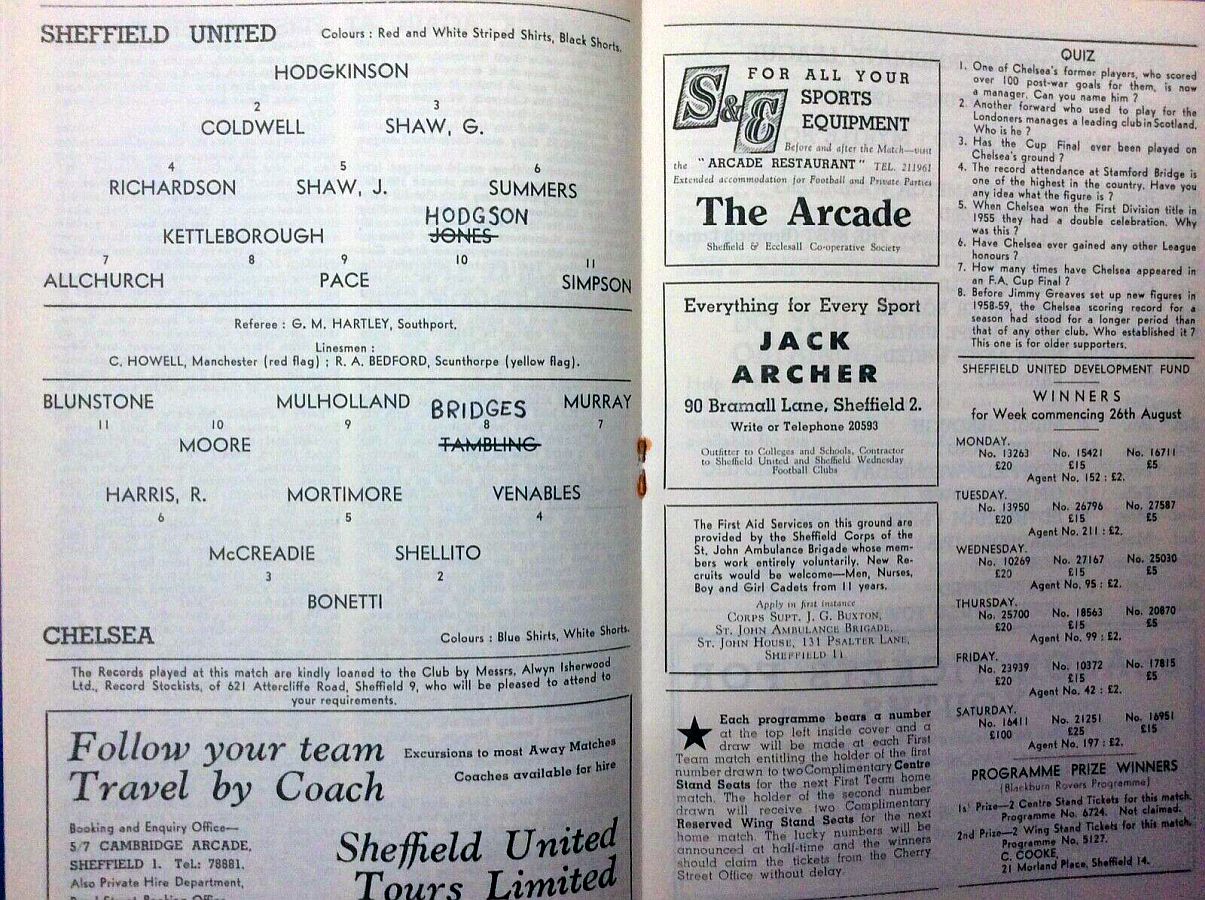 SHEFFIELD UNITED Colours : Red and White Striped Shirts, Black Shorts.
HODGKINSON
2 3
COLDWELL SHAW, G.
4 5 6
RICHARDSON SHAW, J. SUMMERS
HODGSON
KETTLEBOROUGH JONES
7 8 9 10 11
ALLCHURCH PACE SIMPSON
Referee : G. M. HARTLEY, Southport.
Linesmen :
C. HOWELL, Manchester (red flag) ; R. A. BEDFORD, Scunthorpe (yellow flag).
BLUNSTONE MULHOLLAND BRIDGES MURRAY
11 10 9 8 7
MOORE TAMBLING
HARRIS, R. MORTIMORE VENABLES
6 5 4
McCREADIE SHELLITO
3 2
BONETTI
CHELSEA Colours : Blue Shirts, White Shorts.
The Records played at this match are kindly loaned to the Club by Messrs. Alwyn Isherwood
Ltd., Record Stockists, of 621 Attercliffe Road, Sheffield 9, who will be pleased to attend to
your requirements.
Follow your team
Travel by Coach
Excursions to most Away Matches
Coaches available for hire
Booking and Enquiry Office—
5/7 CAMBRIDGE ARCADE,
SHEFFIELD 1. Tel: 78881.
Also Private Hire Department,
Sheffield United
Tours Limited
S & E
FOR ALL YOUR
SPORTS
EQUIPMENT
Before and after the Match—visit
the "ARCADE RESTAURANT" TEL. 211961
Extended accommodation for Football and Private Parties
The Arcade
Sheffield & Ecclesall Co-operative Society
Everything for Every Sport
JACK
ARCHER
90 Bramall Lane, Sheffield 2.
Write or Telephone 20593
Outfitter to Colleges and Schools, Contractor
to Sheffield United and Sheffield Wednesday
Football Clubs
The First Aid Services on this ground are
provided by the Sheffield Corps of the
St. John Ambulance Brigade whose mem-
bers work entirely voluntarily. New Re-
cruits would be welcome—Men, Nurses,
Boy and Girl Cadets from 11 years.
Apply in first instance
CORPS SUPT. J. G. BUXTON,
ST. JOHN AMBULANCE BRIGADE,
ST. JOHN HOUSE, 131 PSALTER LANE,
SHEFFIELD 11.
Each programme bears a number
at the top left inside cover and a
draw will be made at each First
Team match entitling the holder of the first
number drawn to two Complimentary Centre
Stand Seats for the next First Team home
match. The holder of the second number
drawn will receive two Complimentary
Reserved Wing Stand Seats for the next
home match. The lucky numbers will be
announced at half-time and the winners
should claim the tickets from the Cherry
Street Office without delay.
QUIZ
1. One of Chelsea's former players, who scored
over 100 post-war goals for them, is now
a manager. Can you name him ?
2. Another forward who used to play for the
Londoners manages a leading club in Scotland.
Who is he ?
3. Has the Cup Final ever been played on
Chelsea's ground ?
4. The record attendance at Stamford Bridge is
one of the highest in the country. Have you
any idea what the figure is ?
5. When Chelsea won the First Division title in
1955 they had a double celebration. Why
was this ?
6. Have Chelsea ever gained any other League
honours ?
7. How many times have Chelsea appeared in
an F.A. Cup Final ?
8. Before Jimmy Greaves set up new figures in
1958-59, the Chelsea scoring record for a
season had stood for a longer period than
that of any other club. Who established it ?
This one is for older supporters.
SHEFFIELD UNITED DEVELOPMENT FUND
WINNERS
for Week commencing 26th August
MONDAY.
No. 13263 No. 15421 No. 16711
£20 £15 £5
Agent No. 152 : £2.
TUESDAY.
No. 13950 No. 26796 No. 27587
£20 £15 £5
Agent No. 211 : £2.
WEDNESDAY.
No. 10269 No. 27167 No. 25030
£20 £15 £5
Agent No. 95 : £2.
THURSDAY.
No. 25700 No. 18563 No. 20870
£20 £15 £5
Agent No. 99 : £2.
FRIDAY.
No. 23939 No. 10372 No. 17815
£20 £15 £5
Agent No. 42 : £2.
SATURDAY.
No. 16411 No. 21251 No. 16951
£100 £25 £5
Agent No. 197 : £2.
PROGRAMME PRIZE WINNERS
(Blackburn Rovers Programme)
1st Prize—2 Centre Stand Tickets for this match.
Programme No. 6724. Not claimed.
2nd Prize—2 Wing Stand Tickets for this match.
Programme No. 5127.
C. COOKE,
21 Morland Place, Sheffield 14.